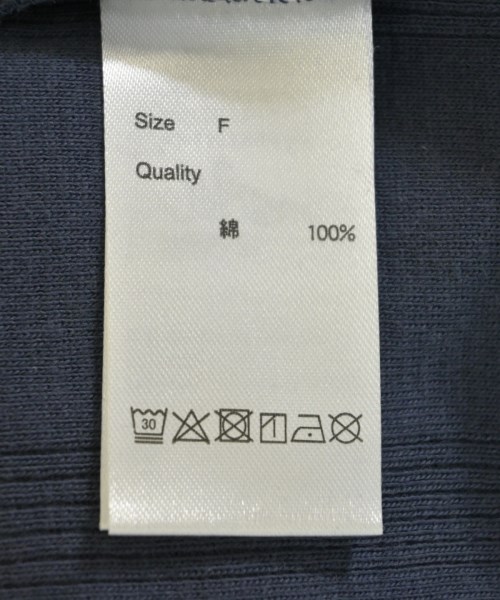 Size F
Quality
綿 100%
30